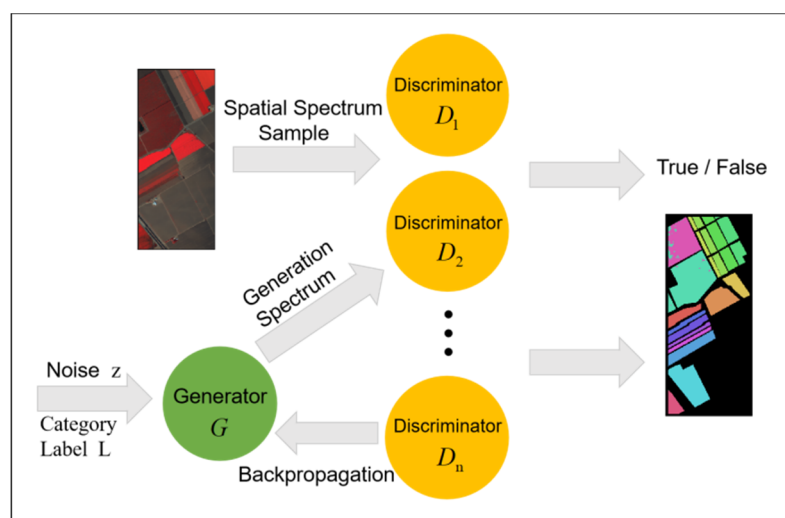 Discriminator
D₁
Spatial Spectrum
Sample
True / False
Discriminator
D₂
Generation
Spectrum
Noise z
Category
Label L
Generator
G
Discriminator
Dₙ
Backpropagation